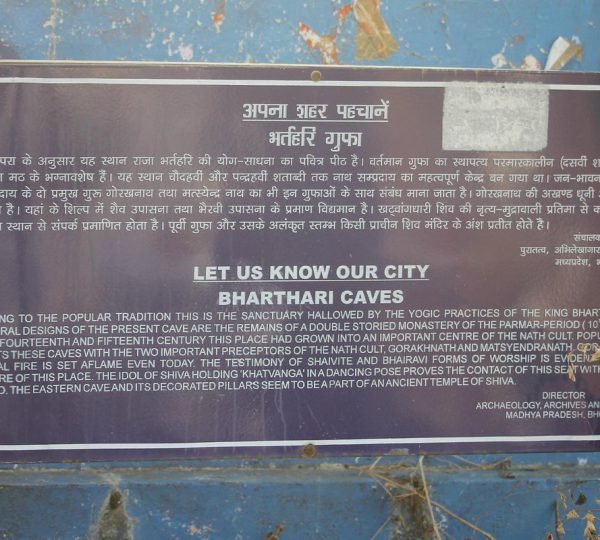 अपना शहर पहचानें
भर्तहरि गुफा
परा के अनुसार यह स्थान राजा भर्तहरि की योग-साधना का पवित्र पीठ है। वर्तमान गुफा का स्थापत्य परमारकालीन (दसवीं
मठ के भग्नावशेष हैं। यह स्थान चौदहवीं और पन्द्रहवीं शताब्दी तक नाथ सम्प्रदाय का महत्वपूर्ण केन्द्र बन गया था। जन-
दाय के दो प्रमुख गुरू गोरखनाथ तथा मत्स्येन्द्र नाथ का भी इन गुफाओं के साथ संबंध माना जाता है। गोरखनाथ की अखण्ड धूनी
है। यहां के शिल्प में शैव उपासना तथा भैरवी उपासना के प्रमाण विद्यमान है। खट्वांगधारी शिव की नृत्य-मुद्रावाली प्रतिमा से
स्थान से संपर्क प्रमाणित होता है। पूर्वी गुफा और उसके अलंकृत स्तम्भ किसी प्राचीन शिव मंदिर के अंश प्रतीत होते है।
संचालक
पुरातत्व, अभिलेखागार
मध्यप्रदेश,
LET US KNOW OUR CITY
BHARTHARI CAVES
NG TO THE POPULAR TRADITION THIS IS THE SANCTUARY HALLOWED BY THE YOGIC PRACTICES OF THE KING BHART
RAL DESIGNS OF THE PRESENT CAVE ARE THE REMAINS OF A DOUBLE STORIED MONASTERY OF THE PARMAR-PERIOD ( 10
FOURTEENTH AND FIFTEENTH CENTURY THIS PLACE HAD GROWN INTO AN IMPORTANT CENTRE OF THE NATH CULT. POPU
TS THESE CAVES WITH THE TWO IMPORTANT PRECEPTORS OF THE NATH CULT, GORAKHNATH AND MATSYENDRANATH. GORAKHN
AL FIRE IS SET AFLAME EVEN TODAY. THE TESTIMONY OF SHAIVITE AND BHAIRAVI FORMS OF WORSHIP IS EVIDENC
RE OF THIS PLACE. THE IDOL OF SHIVA HOLDING 'KHATVANGA' IN A DANCING POSE PROVES THE CONTACT OF THIS SEAT WITH
D. THE EASTERN CAVE AND ITS DECORATED PILLARS SEEM TO BE A PART OF AN ANCIENT TEMPLE OF SHIVA.
DIRECTOR
ARCHAEOLOGY, ARCHIVES AND
MADHYA PRADESH, BH